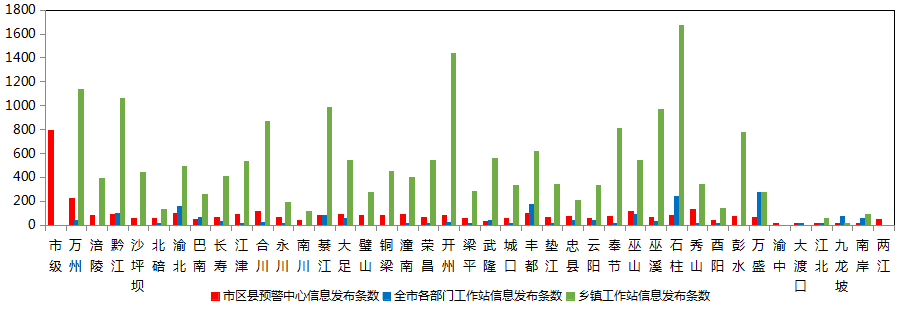 1800
1600
1400
1200
1000
800
600
400
200
0
市级
万州
涪陵
黔江
沙坪坝
北碚
渝北
巴南
长寿
江津
合川
永川
南川
綦江
大足
璧山
铜梁
潼南
荣昌
开州
梁平
武隆
城口
丰都
垫江
忠县
云阳
奉节
巫山
巫溪
石柱
秀山
酉阳
彭水
万盛
渝中
大渡口
江北
九龙坡
南岸
两江
市区县预警中心信息发布条数 全市各部门工作站信息发布条数 乡镇工作站信息发布条数